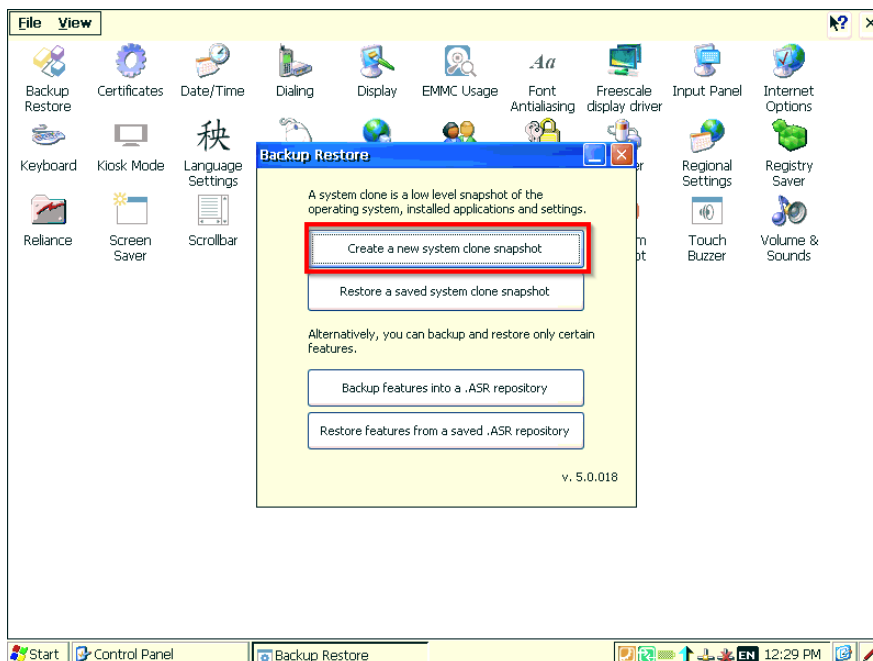 File View
Backup Restore
Certificates
Date/Time
Dialing
Display
EMMC Usage
Font Antialiasing
Freescale display driver
Input Panel
Internet Options
Keyboard
Kiosk Mode
秧
Language Settings
Regional Settings
Registry Saver
Reliance
Screen Saver
Scrollbar
Touch Buzzer
Volume & Sounds
Aa
Backup Restore
A system clone is a low level snapshot of the
operating system, installed applications and settings.
Create a new system clone snapshot
Restore a saved system clone snapshot
Alternatively, you can backup and restore only certain
features.
Backup features into a .ASR repository
Restore features from a saved .ASR repository
v. 5.0.018
Start Control Panel Backup Restore EN 12:29 PM